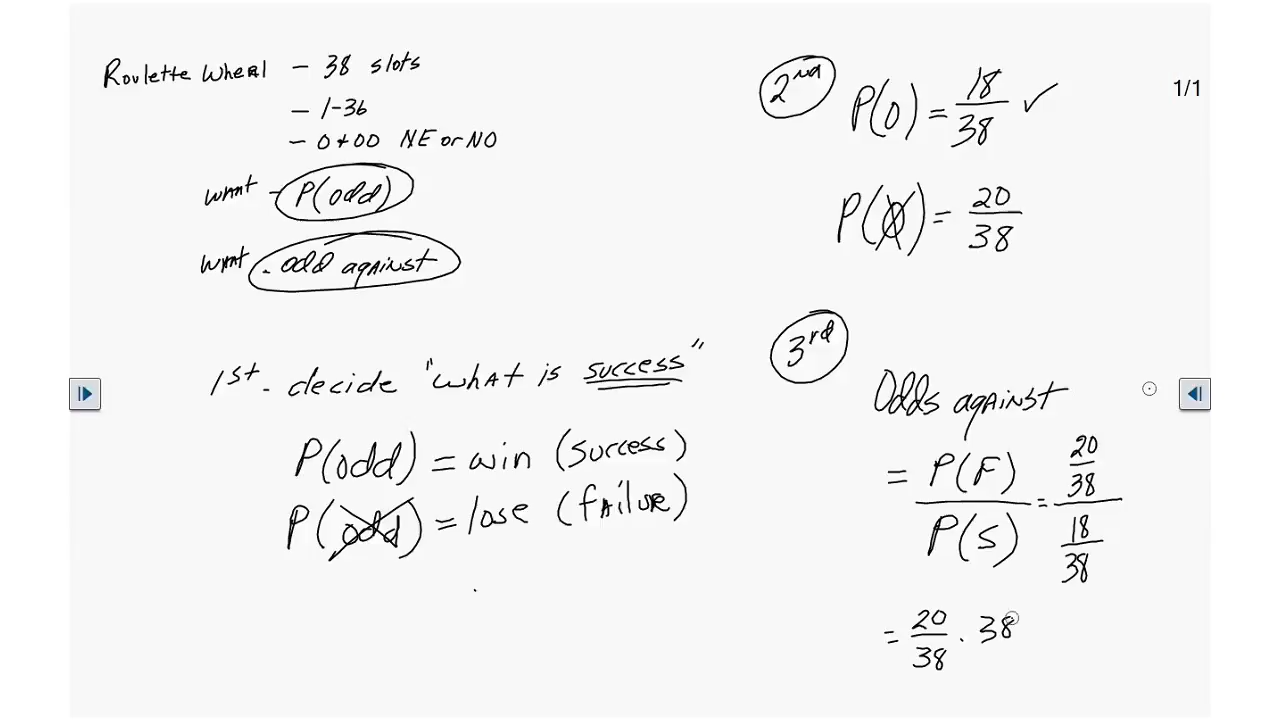 Roulette Wheel - 38 slots
- 1-36
- 0+00 NE or NO
WANT - P(odd)
WANT - odd against
1st - decide "what is success"
P(odd) = win (success)
P(odd) = lose (failure)
2nd
P(O) = 18/38 ✓
P(O) = 20/38
3rd
Odds against
= P(F)/P(S) = 20/38 / 18/38
= 20/38 · 38
1/1